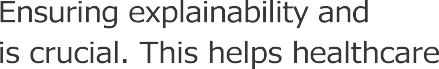 Ensuring explainability and
is crucial. This helps healthcare